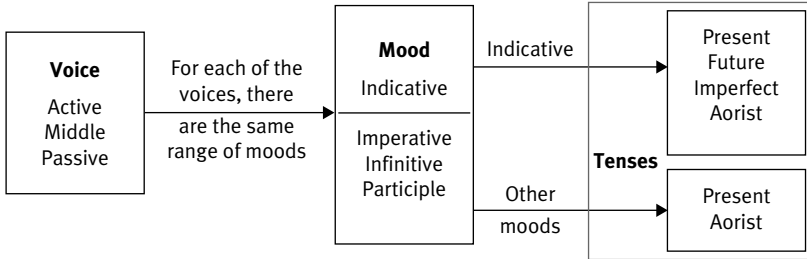 Voice
Active
Middle
Passive
For each of the
voices, there
are the same
range of moods
Mood
Indicative
Imperative
Infinitive
Participle
Indicative
Other
moods
Tenses
Present
Future
Imperfect
Aorist
Present
Aorist